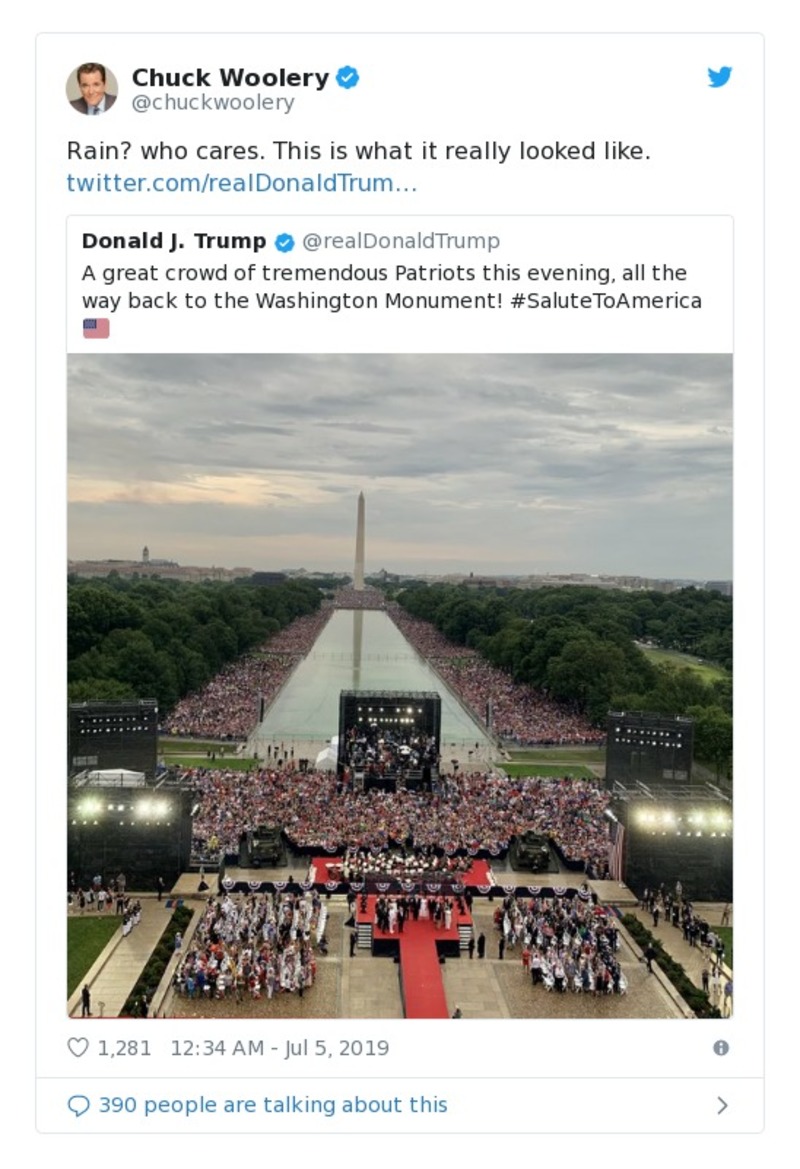 Chuck Woolery
@chuckwoolery
Rain? who cares. This is what it really looked like.
twitter.com/realDonaldTrum…
Donald J. Trump @realDonaldTrump
A great crowd of tremendous Patriots this evening, all the
way back to the Washington Monument! #SaluteToAmerica
🇺🇸
1,281 12:34 AM - Jul 5, 2019
390 people are talking about this